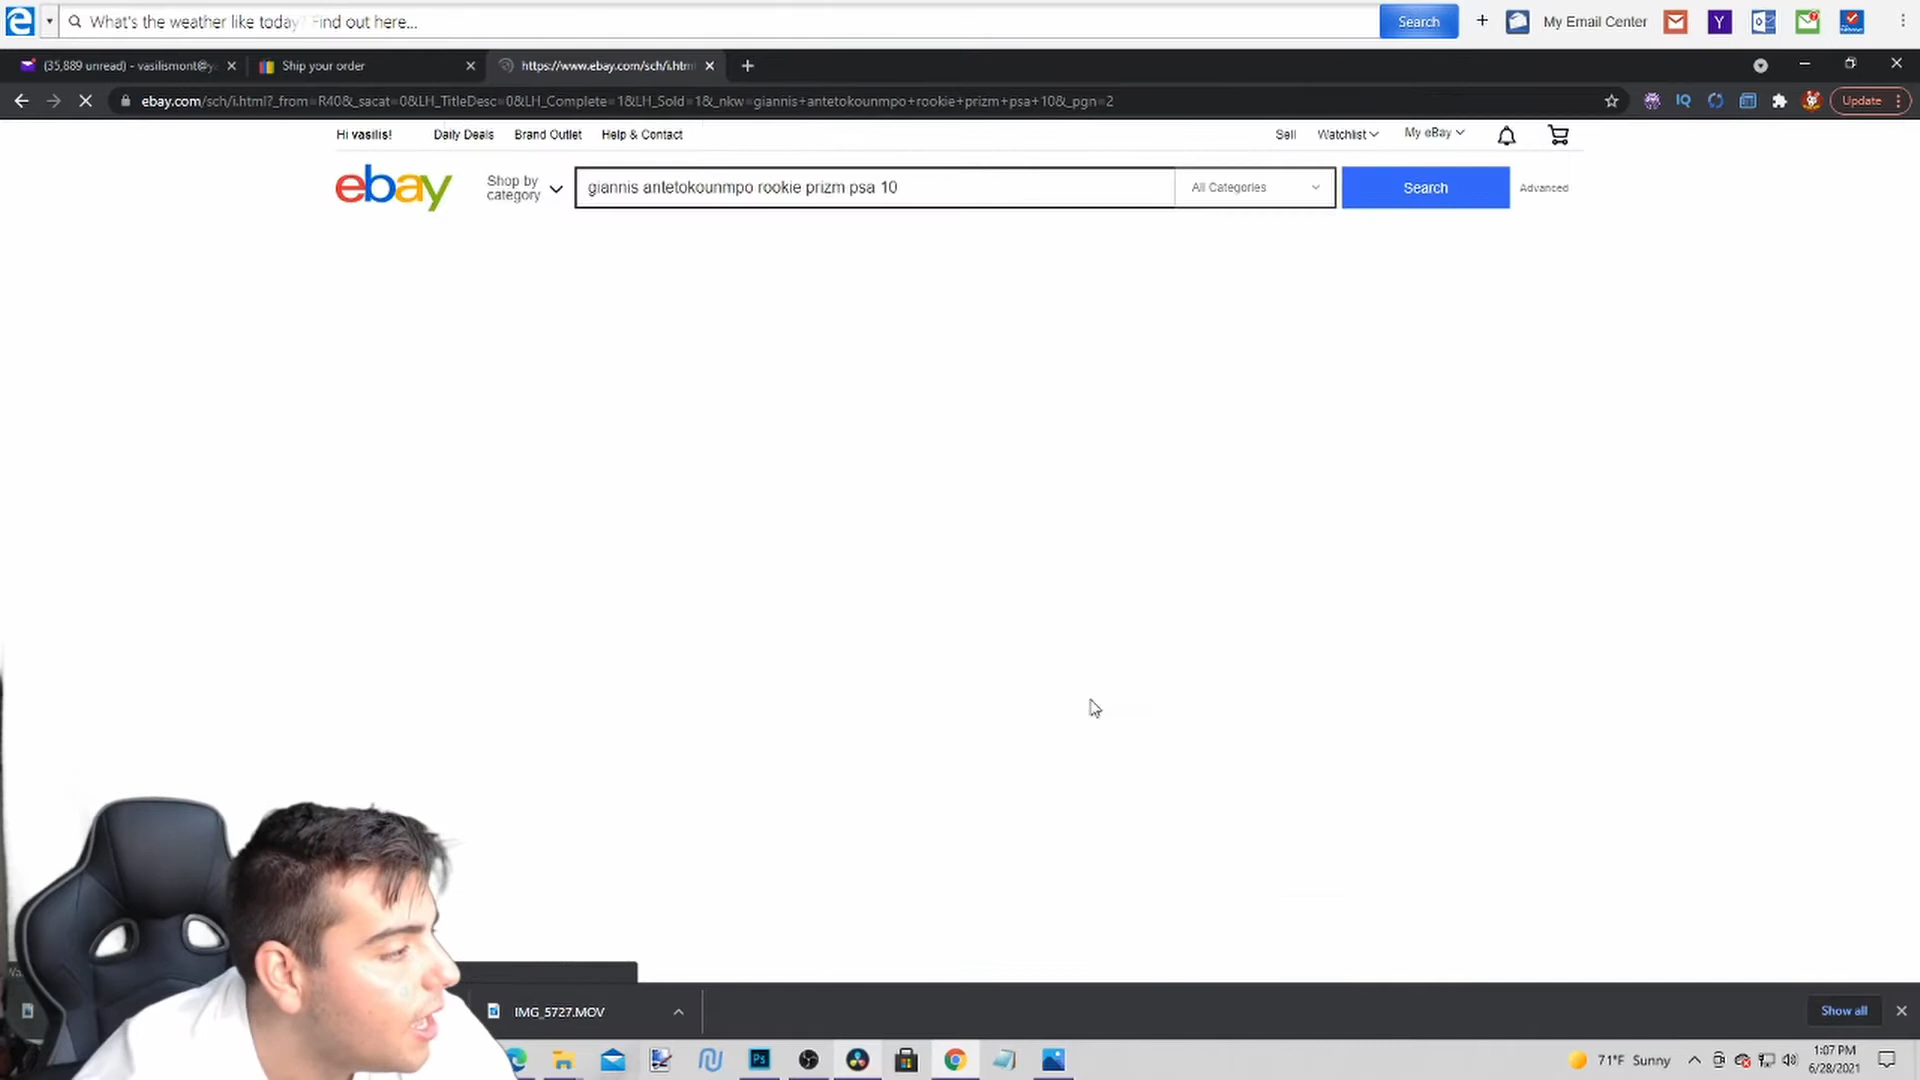 What's the weather like today? Find out here...
Search
My Email Center
(35,889 unread) - vasilismont@y
Ship your order
https://www.ebay.com/sch/i.htm
ebay.com/sch/i.html?_from=R40&_sacat=0&LH_TitleDesc=0&LH_Complete=1&LH_Sold=1&_nkw=giannis+antetokounmpo+rookie+prizm+psa+10&_pgn=2
IQ
Update
Hi vasilis!
Daily Deals
Brand Outlet
Help & Contact
Sell
Watchlist
My eBay
ebay
Shop by
category
giannis antetokounmpo rookie prizm psa 10
All Categories
Search
Advanced
IMG_5727.MOV
Show all
Ps
71°F Sunny
1:07 PM
6/28/2021